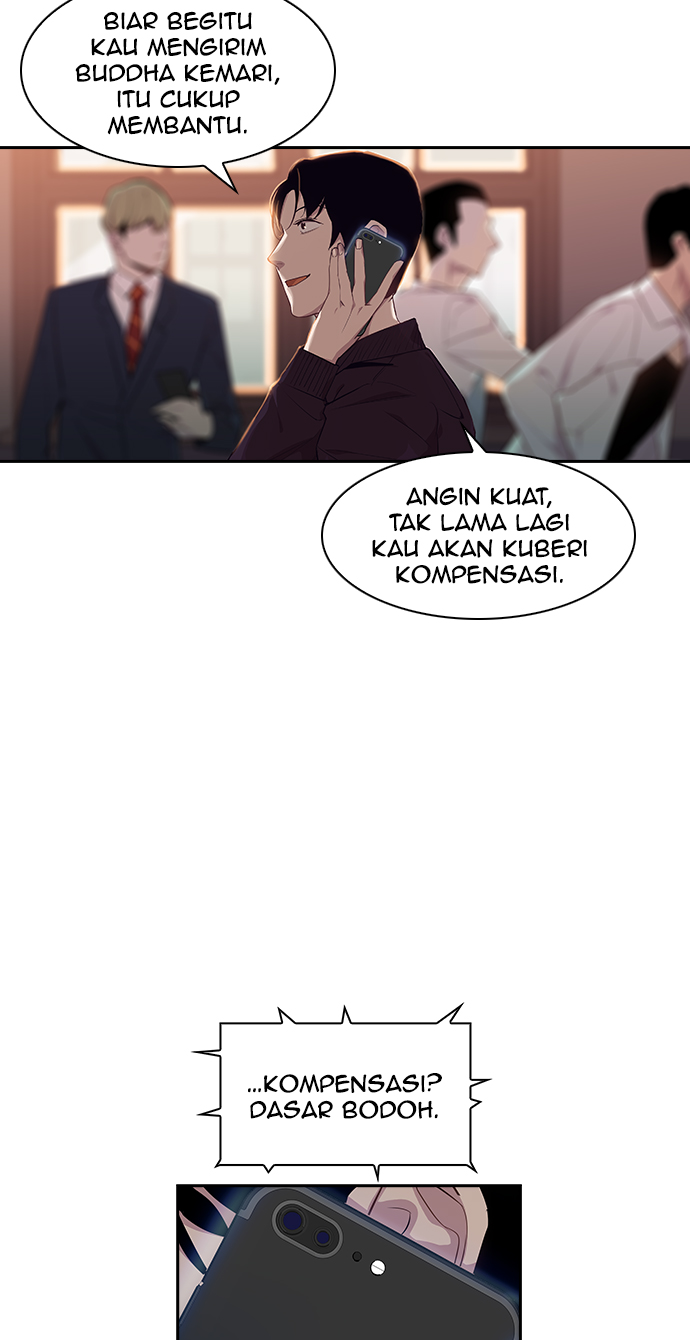 BIAR BEGITU
KAU MENGIRIM
BUDDHA KEMARI,
ITU CUKUP
MEMBANTU.
ANGIN KUAT,
TAK LAMA LAGI
KAU AKAN KUBERI
KOMPENSASI.
...KOMPENSASI?
DASAR BODOH.